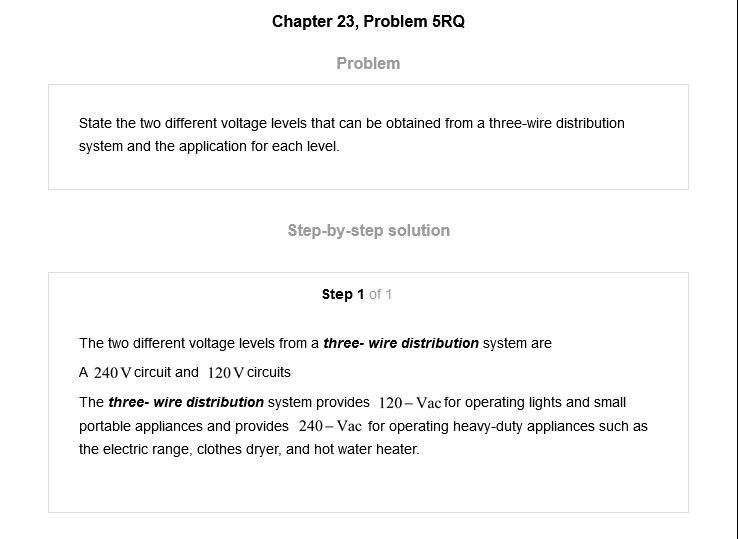 Chapter 23, Problem 5RQ
Problem
State the two different voltage levels that can be obtained from a three-wire distribution
system and the application for each level.
Step-by-step solution
Step 1 of 1
The two different voltage levels from a three- wire distribution system are
A 240 V circuit and 120 V circuits
The three- wire distribution system provides 120 – Vac for operating lights and small
portable appliances and provides 240 – Vac for operating heavy-duty appliances such as
the electric range, clothes dryer, and hot water heater.